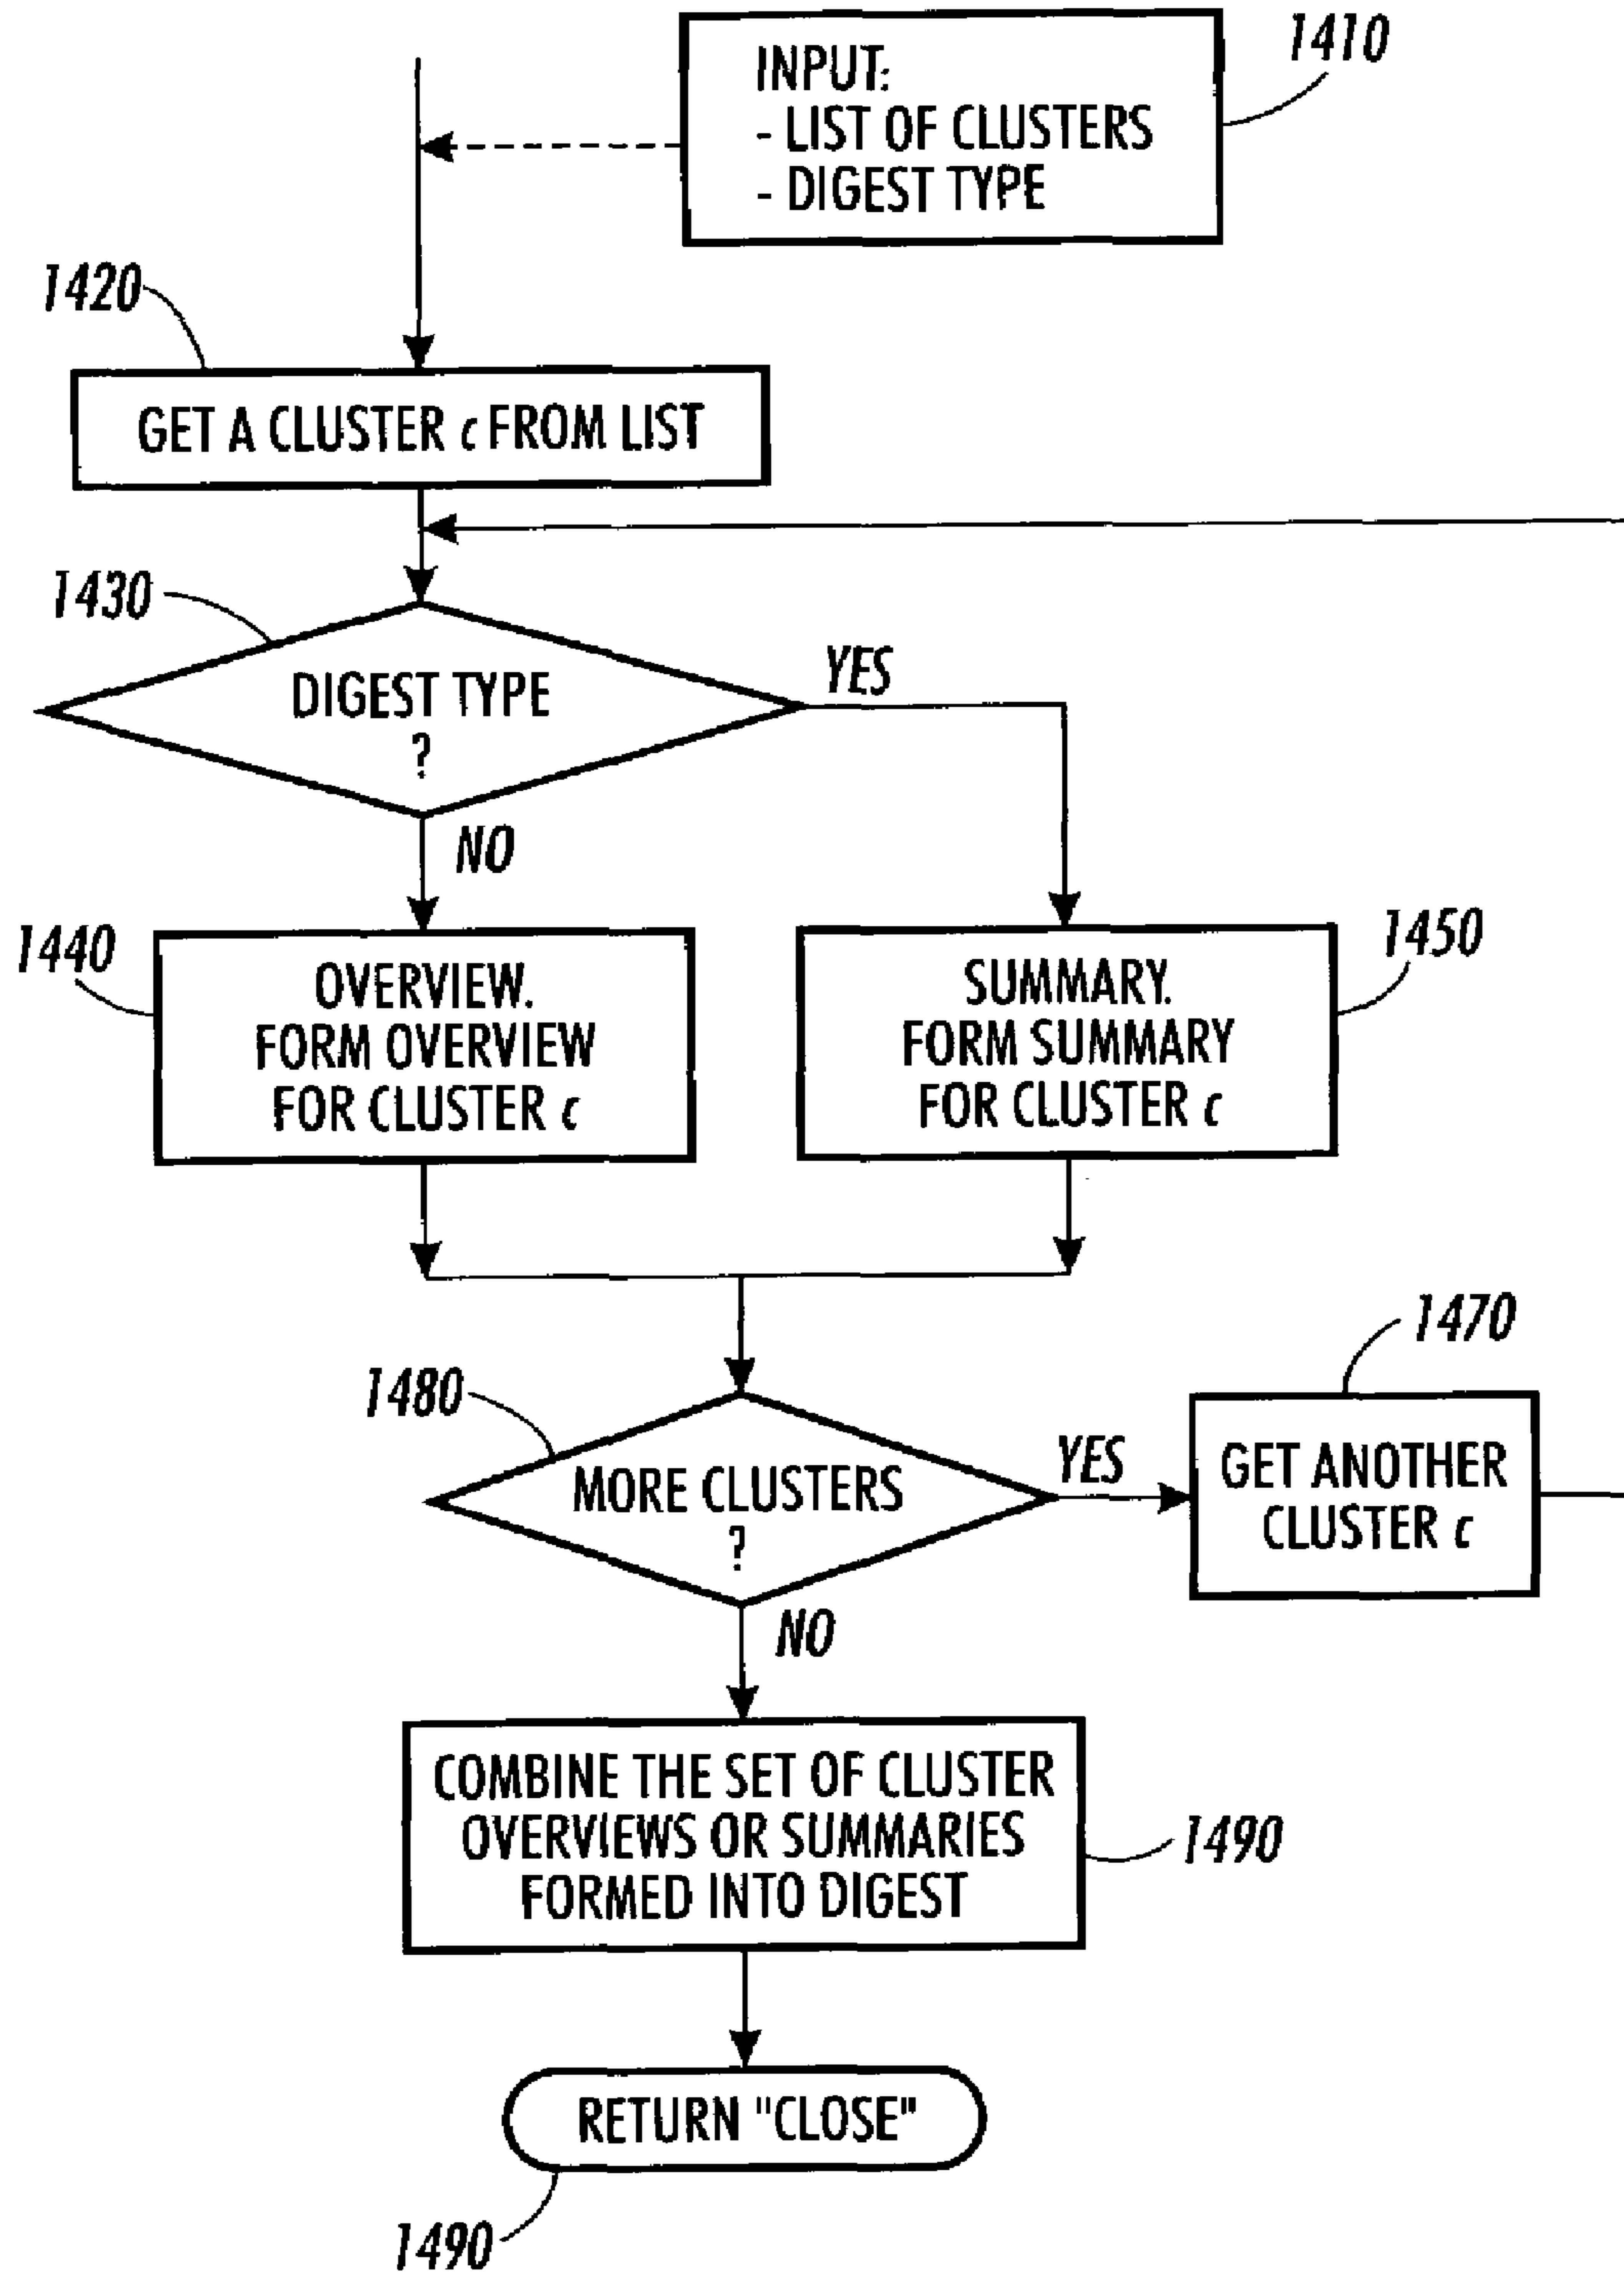 1410
INPUT:
- LIST OF CLUSTERS
- DIGEST TYPE
1420
GET A CLUSTER c FROM LIST
1430
DIGEST TYPE
?
YES
NO
1440
OVERVIEW.
FORM OVERVIEW
FOR CLUSTER c
1450
SUMMARY.
FORM SUMMARY
FOR CLUSTER c
1480
MORE CLUSTERS
?
YES
1470
GET ANOTHER
CLUSTER c
NO
COMBINE THE SET OF CLUSTER
OVERVIEWS OR SUMMARIES
FORMED INTO DIGEST
1490
RETURN "CLOSE"
1490